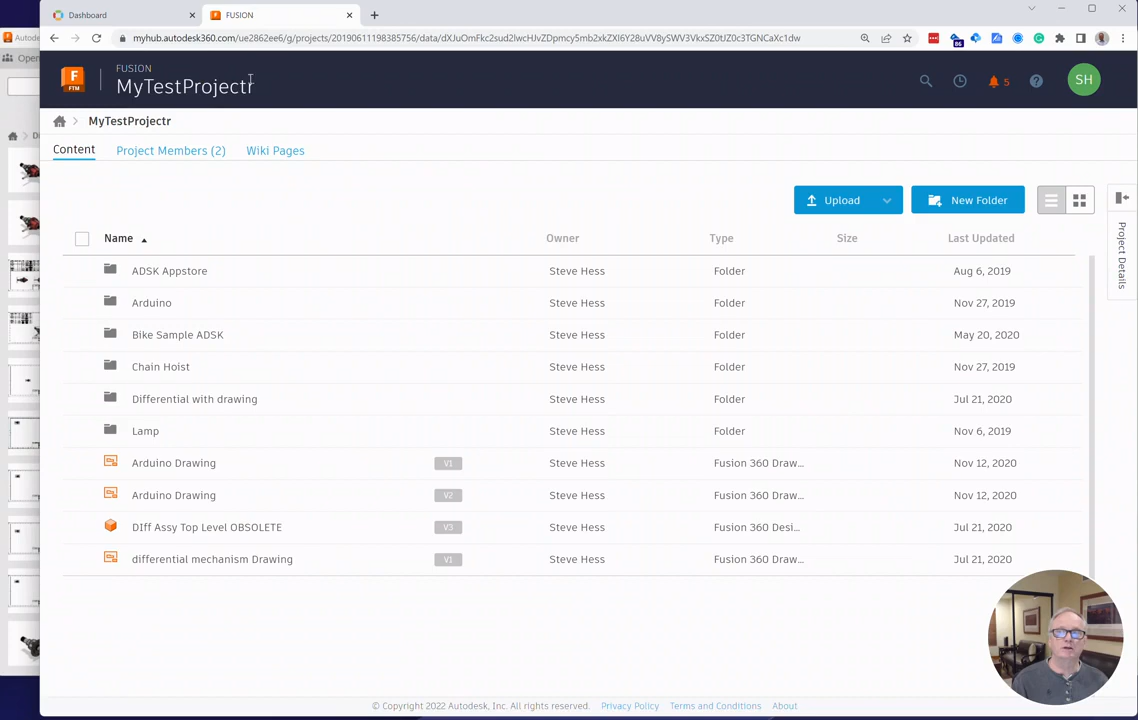 Dashboard
FUSION
Autode
myhub.autodesk360.com/ue2862ee6/g/projects/20190611198385756/data/dXJuOmFkc2sud2lwcHJvZDpmcy5mb2xkZXI6Y28uVV8ySWV3VkxSZ0tJZ0c3TGNCaXc1dw
86
Open
F
FTM
FUSION
MyTestProjectr
5
SH
MyTestProjectr
Content
Project Members (2)
Wiki Pages
Upload
New Folder
Project Details
Name Owner Type Size Last Updated
ADSK Appstore Steve Hess Folder Aug 6, 2019
Arduino Steve Hess Folder Nov 27, 2019
Bike Sample ADSK Steve Hess Folder May 20, 2020
Chain Hoist Steve Hess Folder Nov 27, 2019
Differential with drawing Steve Hess Folder Jul 21, 2020
Lamp Steve Hess Folder Nov 6, 2019
Arduino Drawing V1 Steve Hess Fusion 360 Draw... Nov 12, 2020
Arduino Drawing V2 Steve Hess Fusion 360 Draw... Nov 12, 2020
DIff Assy Top Level OBSOLETE V3 Steve Hess Fusion 360 Desi... Jul 21, 2020
differential mechanism Drawing V1 Steve Hess Fusion 360 Draw... Jul 21, 2020
© Copyright 2022 Autodesk, Inc. All rights reserved. Privacy Policy Terms and Conditions About